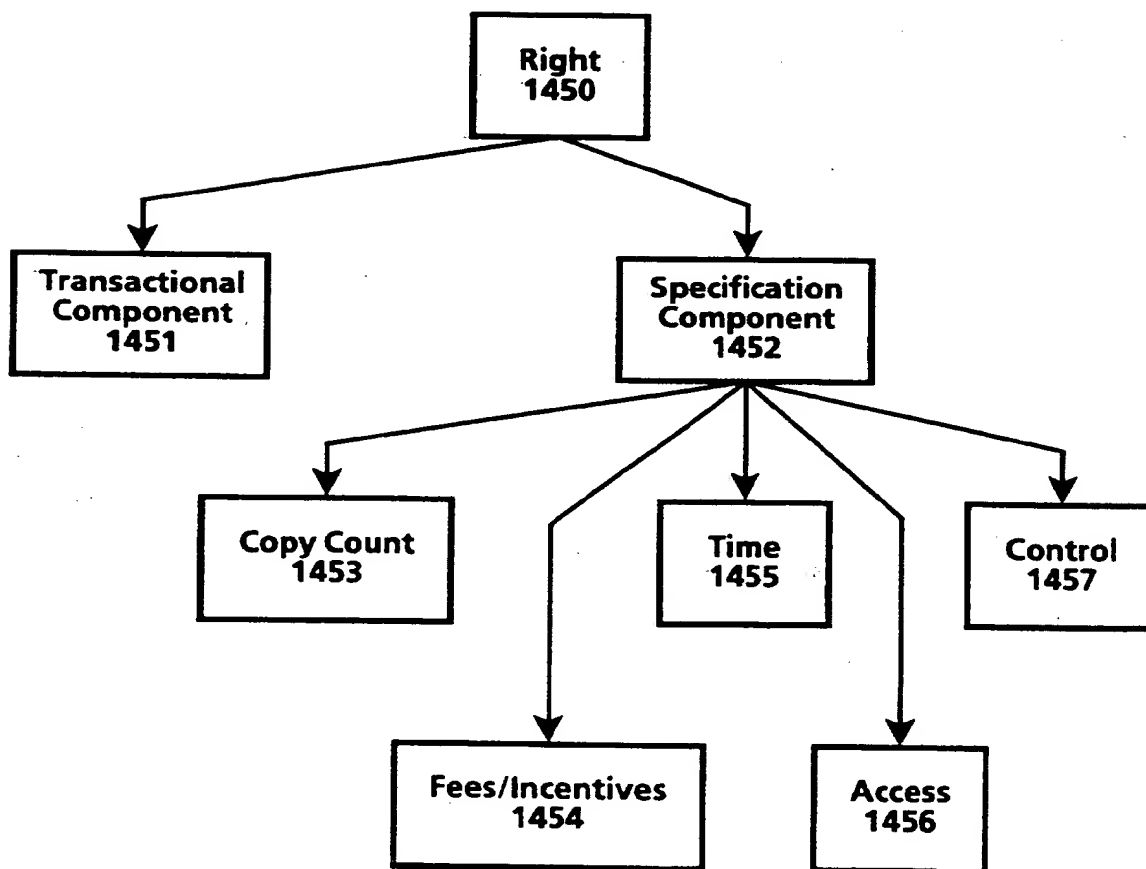 Right
1450
Transactional
Component
1451
Specification
Component
1452
Copy Count
1453
Time
1455
Control
1457
Fees/Incentives
1454
Access
1456